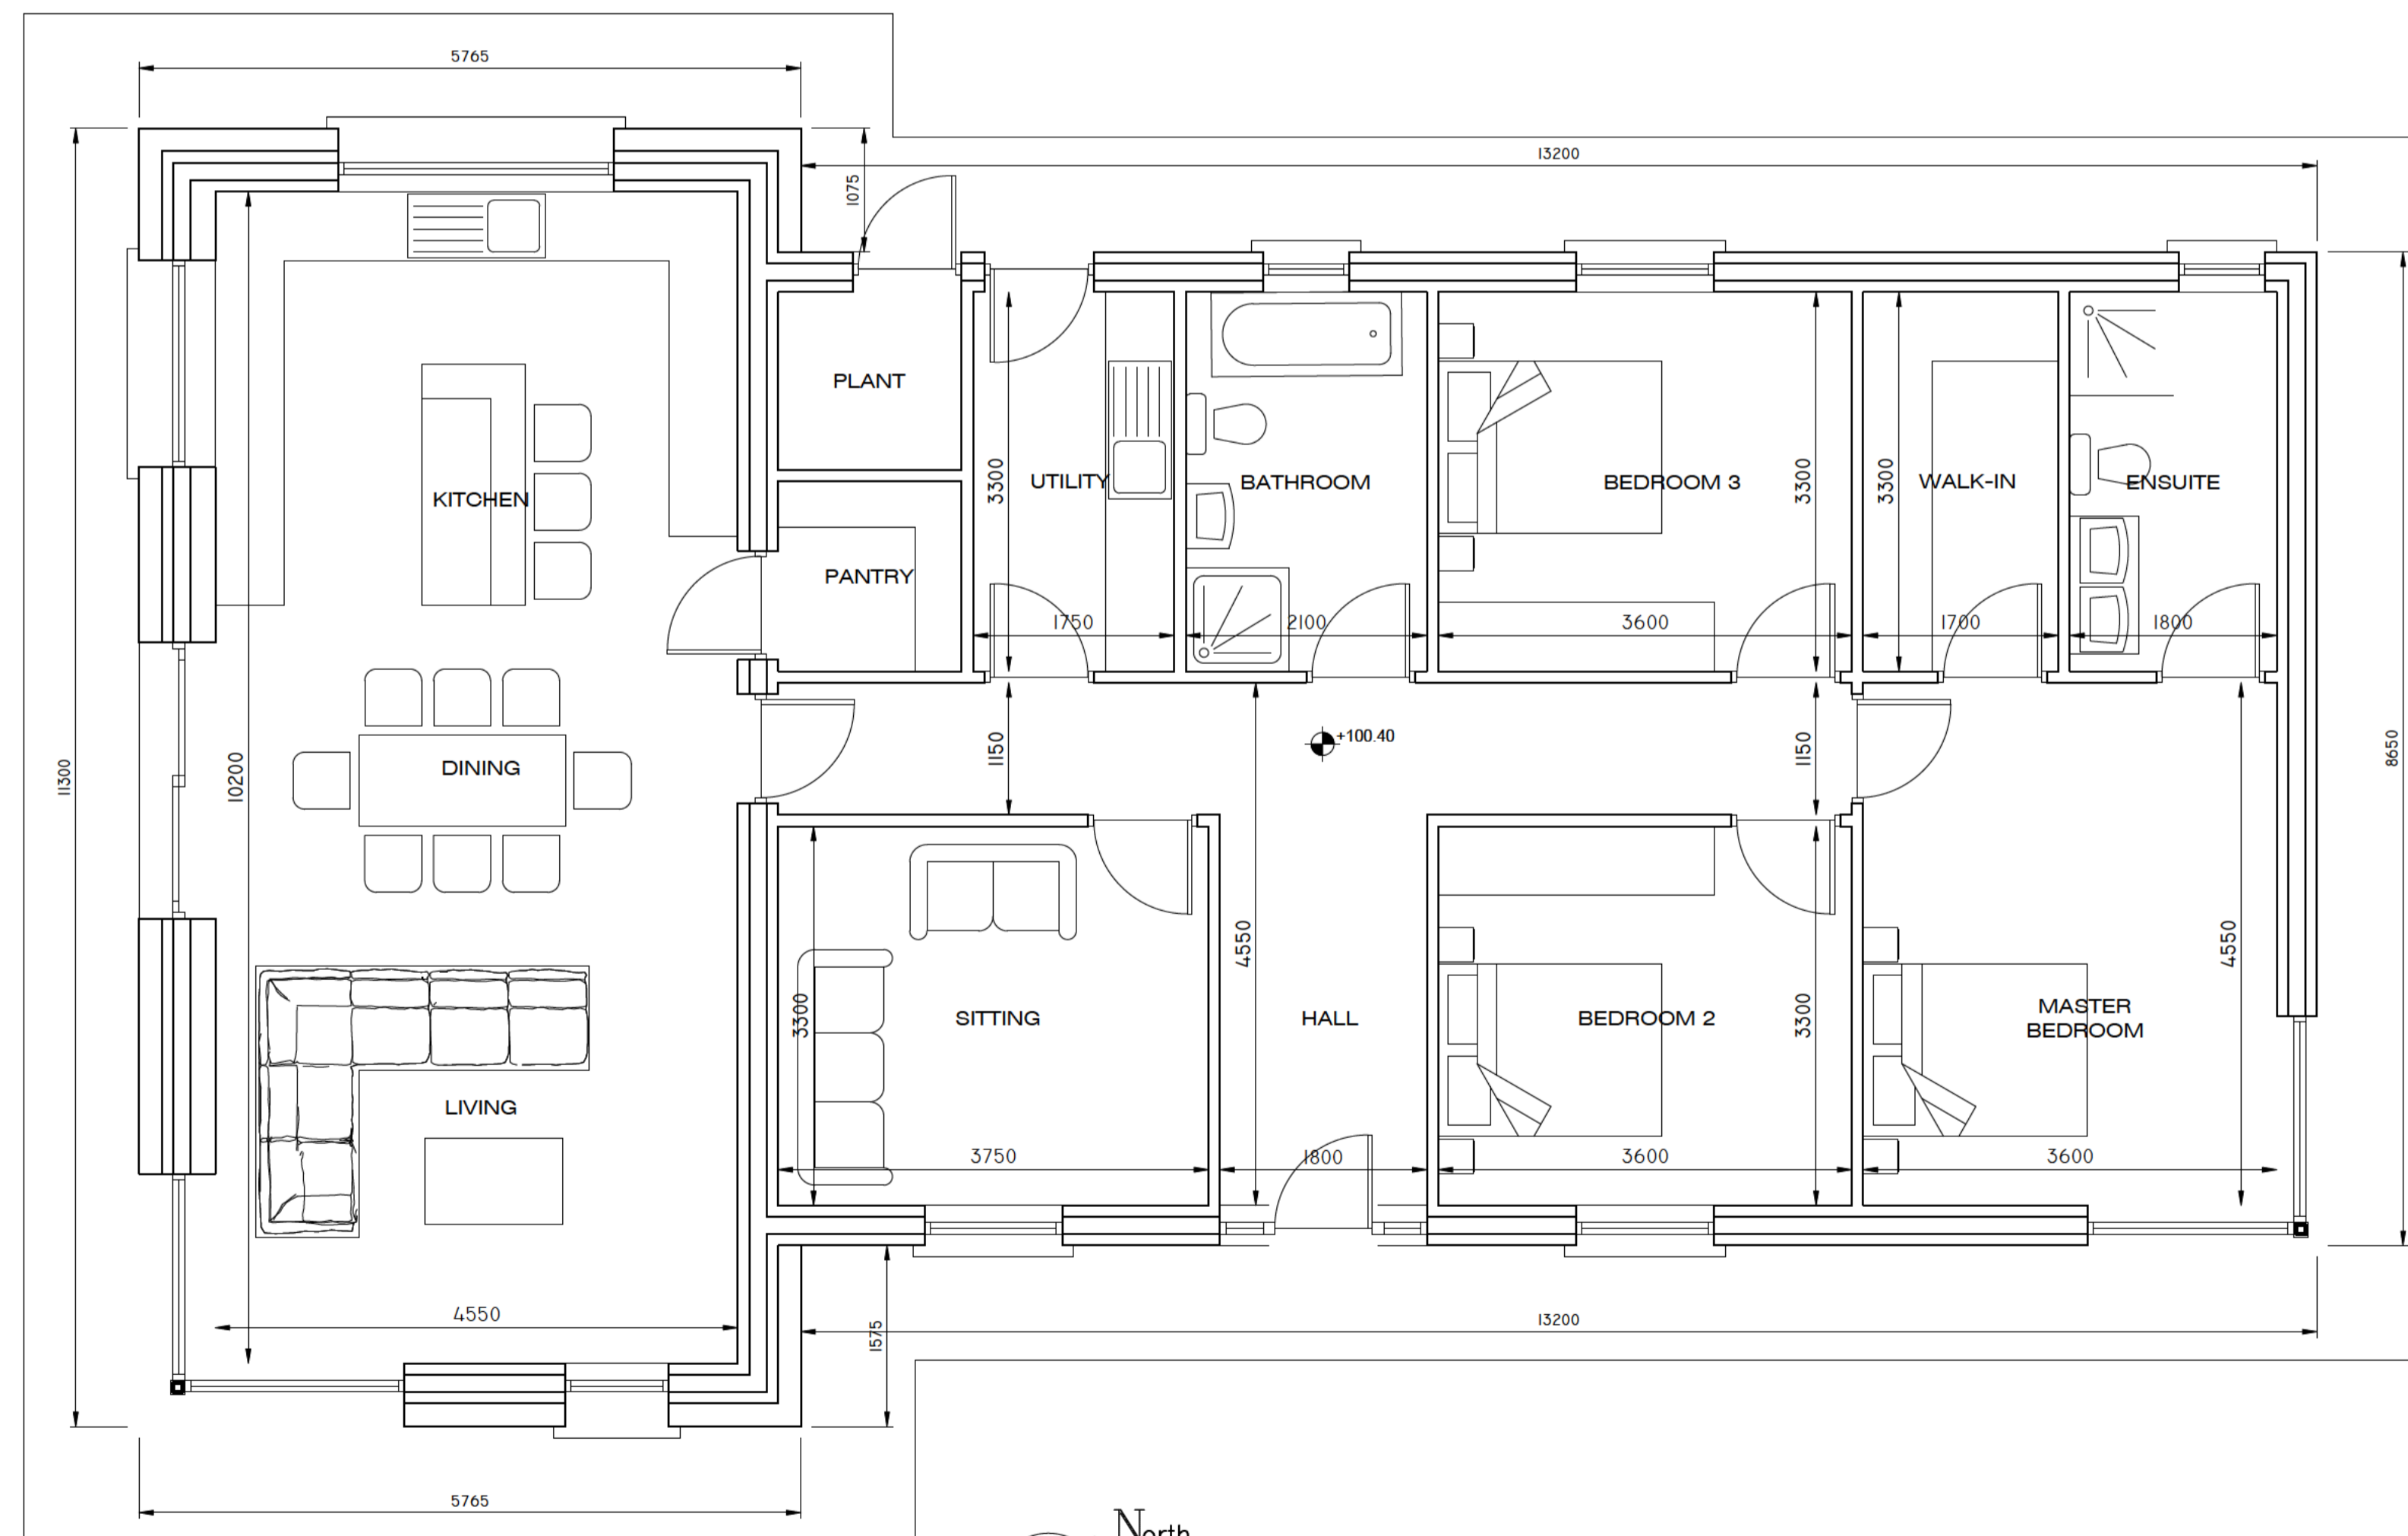 5765
13200
1075
PLANT
KITCHEN
3300
UTILITY
BATHROOM
BEDROOM 3
3300
3300
WALK-IN
ENSUITE
PANTRY
1750
2100
3600
1700
1800
11300
10200
DINING
1150
+100.40
1150
8650
4550
4550
3300
SITTING
HALL
BEDROOM 2
3300
MASTER
BEDROOM
LIVING
3750
1800
3600
3600
4550
1575
13200
5765
North